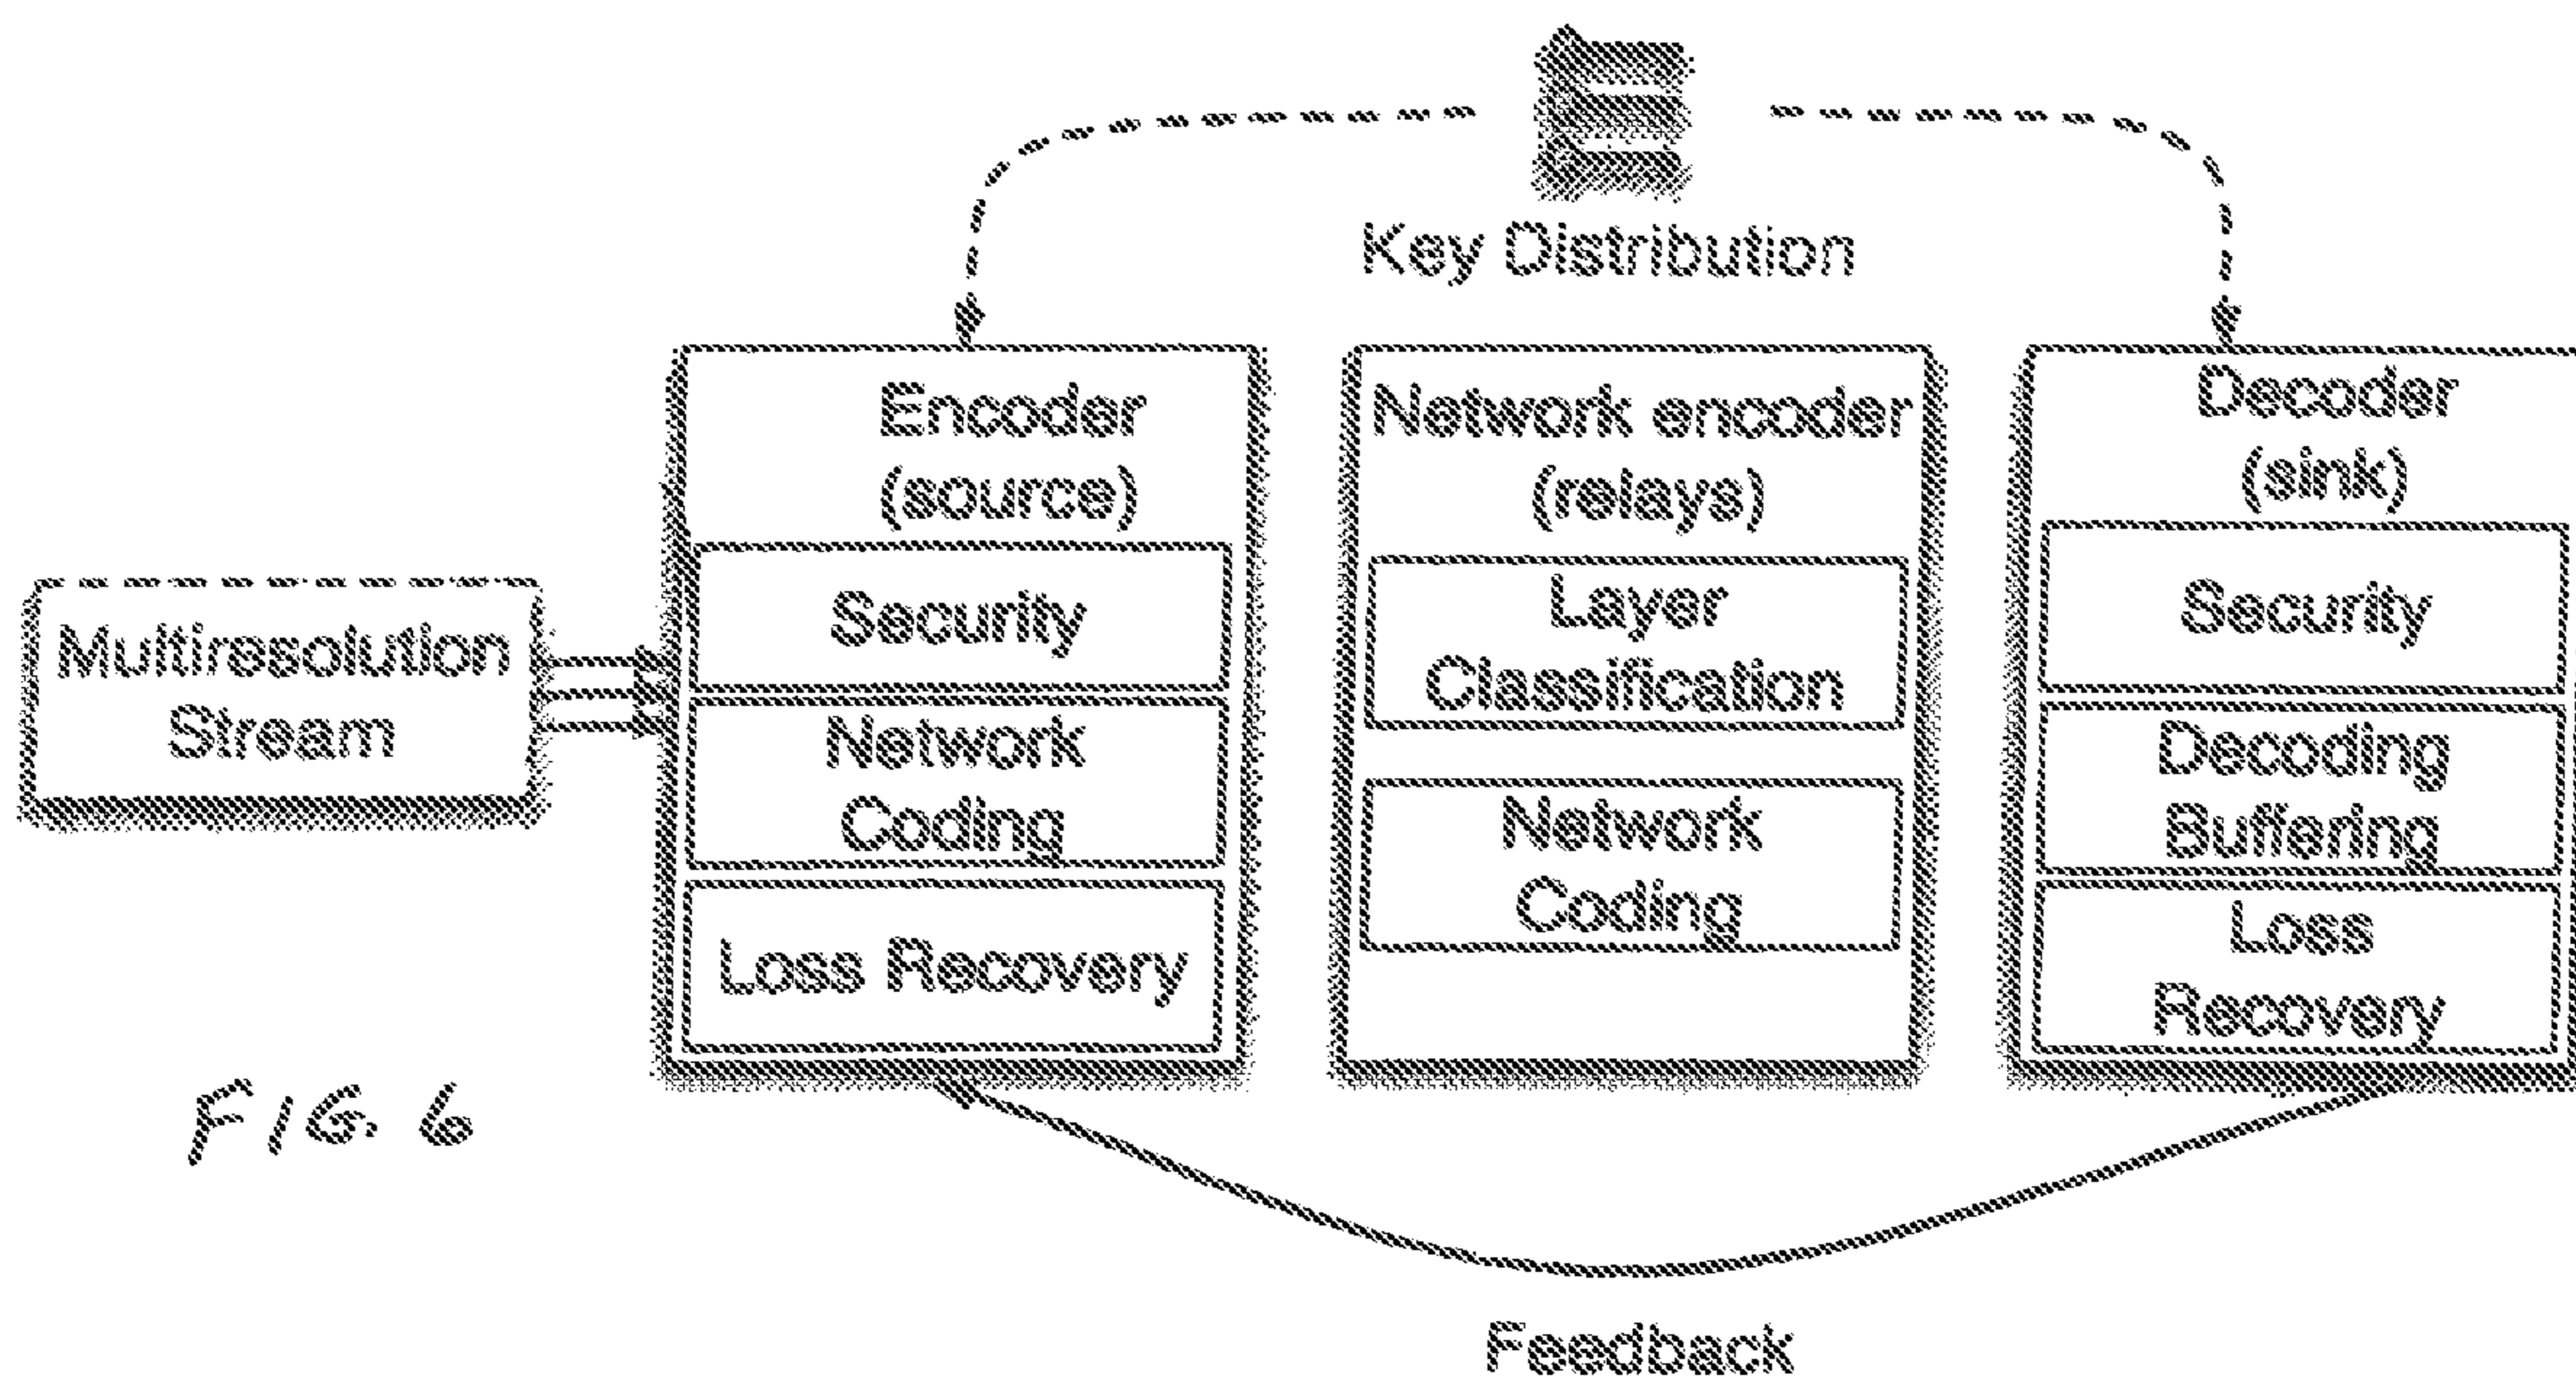 Key Distribution
Multiresolution
Stream
Encoder
(source)
Security
Network
Coding
Loss Recovery
Network encoder
(relays)
Layer
Classification
Network
Coding
Decoder
(sink)
Security
Decoding
Buffering
Loss
Recovery
FIG. 6
Feedback